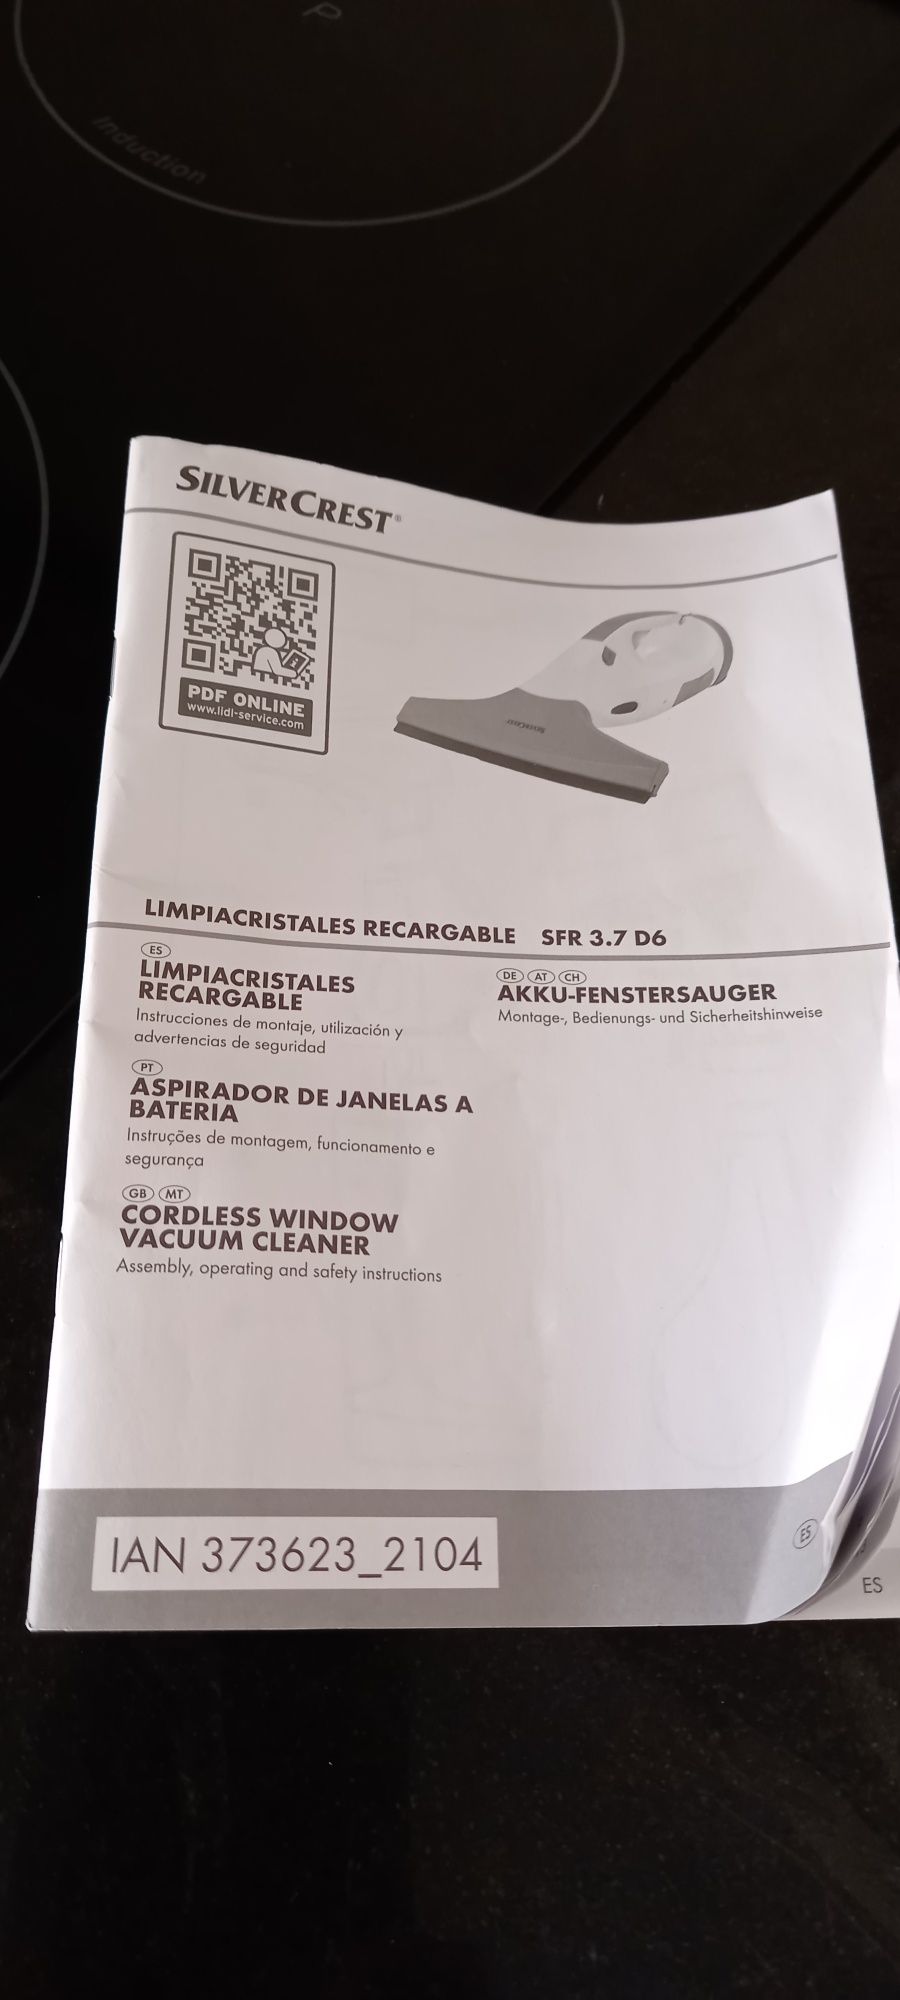 P
Induction
SILVERCREST®
PDF ONLINE
www.lidl-service.com
SILVERCREST
LIMPIACRISTALES RECARGABLE SFR 3.7 D6
ES
LIMPIACRISTALES
RECARGABLE
Instrucciones de montaje, utilización y
advertencias de seguridad
PT
ASPIRADOR DE JANELAS A
BATERIA
Instruções de montagem, funcionamento e
segurança
GB MT
CORDLESS WINDOW
VACUUM CLEANER
Assembly, operating and safety instructions
DE AT CH
AKKU-FENSTERSAUGER
Montage-, Bedienungs- und Sicherheitshinweise
IAN 373623_2104
ES
ES